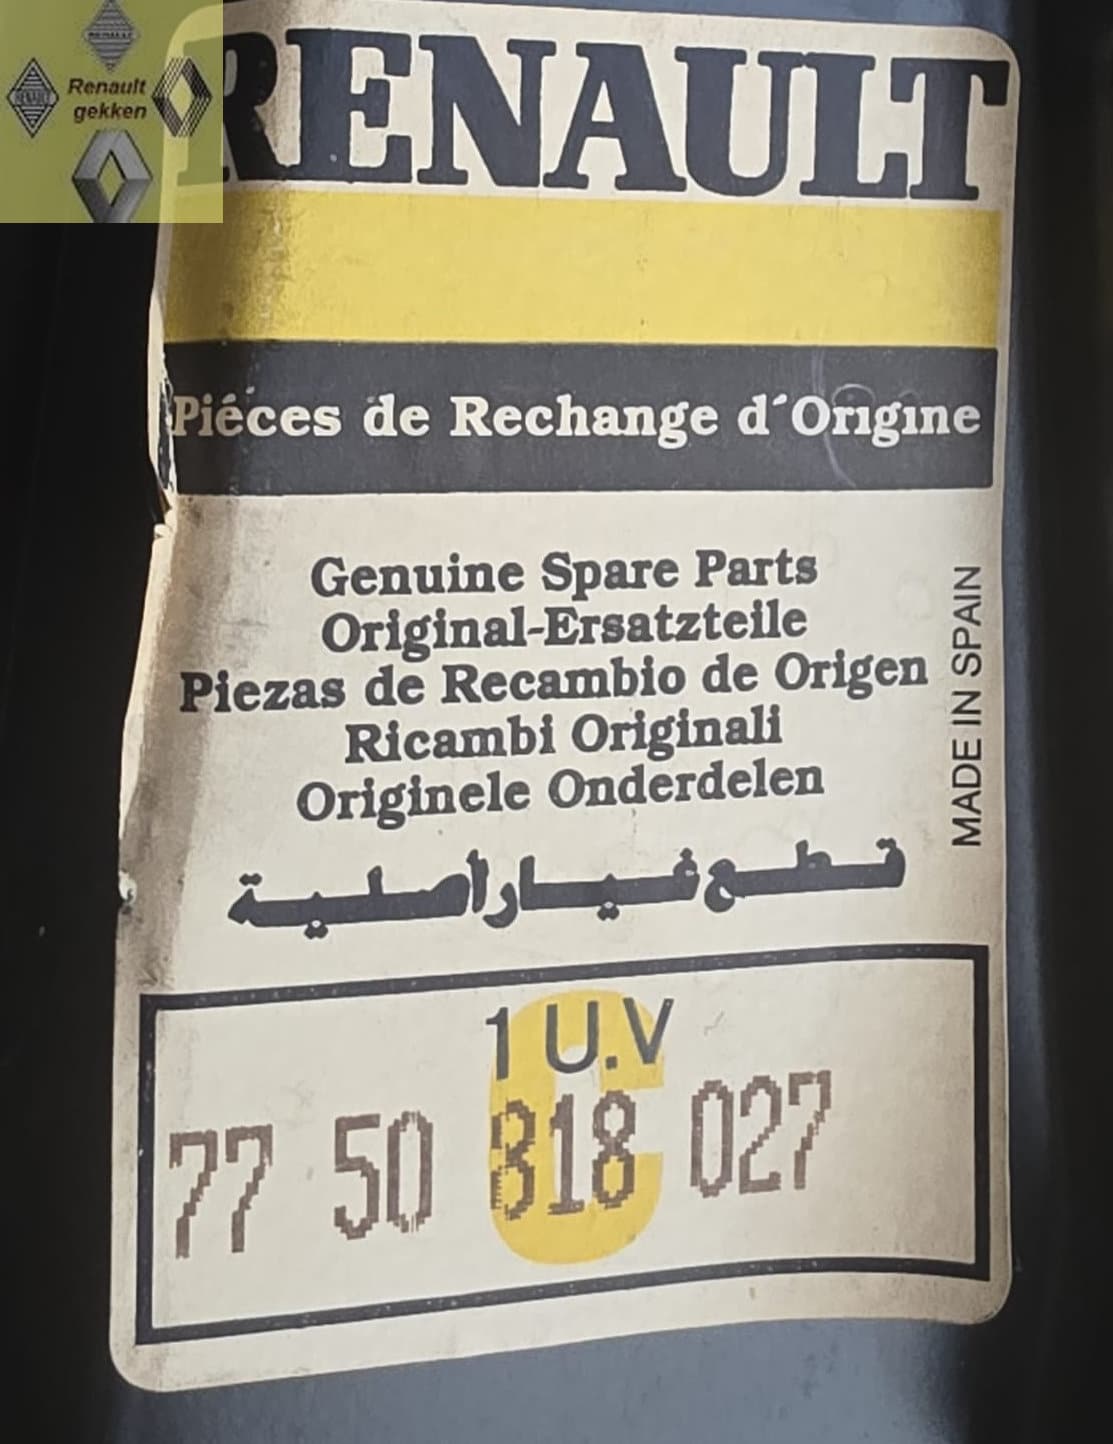 Renault
gekken
RENAULT
Piéces de Rechange d´Origine
Genuine Spare Parts
Original-Ersatzteile
Piezas de Recambio de Origen
Ricambi Originali
Originele Onderdelen
قطع غيار أصلية
MADE IN SPAIN
1 U.V
C
77 50 818 027